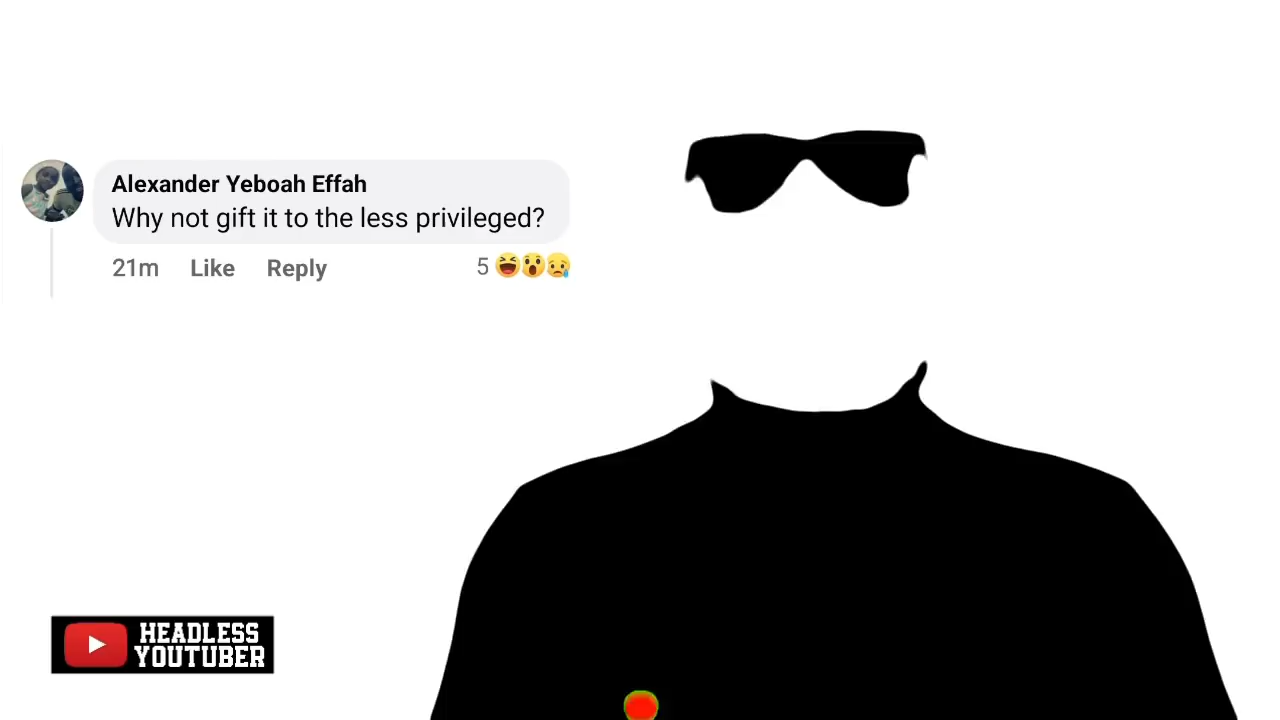 Alexander Yeboah Effah
Why not gift it to the less privileged?
21m Like Reply 5
HEADLESS
YOUTUBER